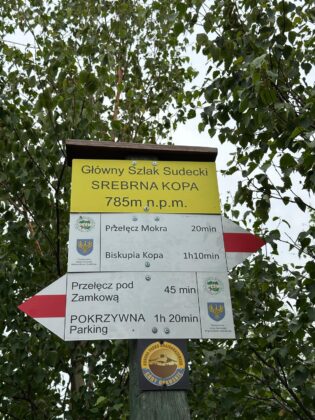 Główny Szlak Sudecki
SREBRNA KOPA
785m n.p.m.
Przełęcz Mokra 20min
Biskupia Kopa 1h10min
Przełęcz pod Zamkową 45 min
POKRZYWNA Parking 1h 20min